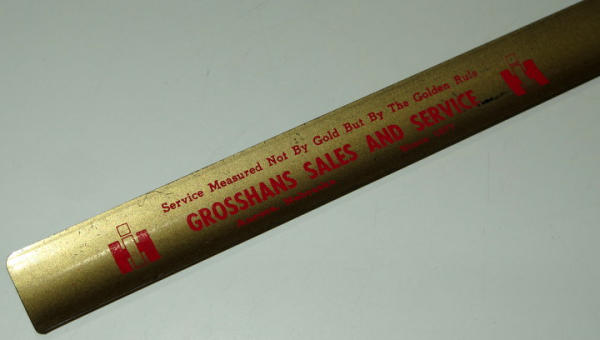 Service Measured Not By Gold But By The Golden Rule
GROSSHANS SALES AND SERVICE